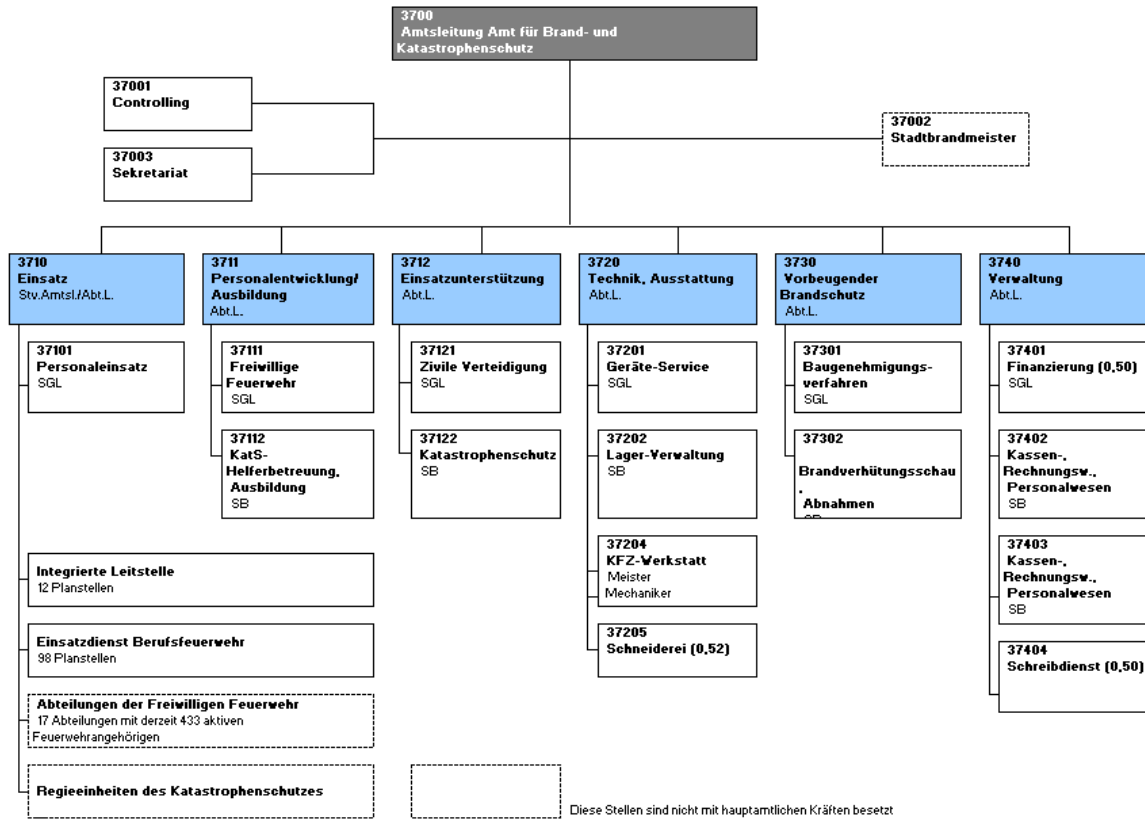 3700
Amtsleitung Amt für Brand- und
Katastrophenschutz
37001
Controlling
37002
Stadtbrandmeister
37003
Sekretariat
3710
Einsatz
Stv.Amtsl./Abt.L.
3711
Personalentwicklung/
Ausbildung
Abt.L.
3712
Einsatzunterstützung
Abt.L.
3720
Technik, Ausstattung
Abt.L.
3730
Vorbeugender
Brandschutz
Abt.L.
3740
Verwaltung
Abt.L.
37101
Personaleinsatz
SGL
37111
Freiwillige
Feuerwehr
SGL
37121
Zivile Verteidigung
SGL
37201
Geräte-Service
SGL
37301
Baugenehmigungs-
verfahren
SGL
37401
Finanzierung (0,50)
SGL
37112
KatS-
Helferbetreuung,
Ausbildung
SB
37122
Katastrophenschutz
SB
37202
Lager-Verwaltung
SB
37302
Brandverhütungsschau
,
Abnahmen
SB
37402
Kassen-,
Rechnungsw.,
Personalwesen
SB
Integrierte Leitstelle
12 Planstellen
37204
KFZ-Werkstatt
Meister
Mechaniker
37403
Kassen-,
Rechnungsw.,
Personalwesen
SB
Einsatzdienst Berufsfeuerwehr
98 Planstellen
37205
Schneiderei (0,52)
37404
Schreibdienst (0,50)
Abteilungen der Freiwilligen Feuerwehr
17 Abteilungen mit derzeit 433 aktiven
Feuerwehrangehörigen
Regieeinheiten des Katastrophenschutzes
Diese Stellen sind nicht mit hauptamtlichen Kräften besetzt